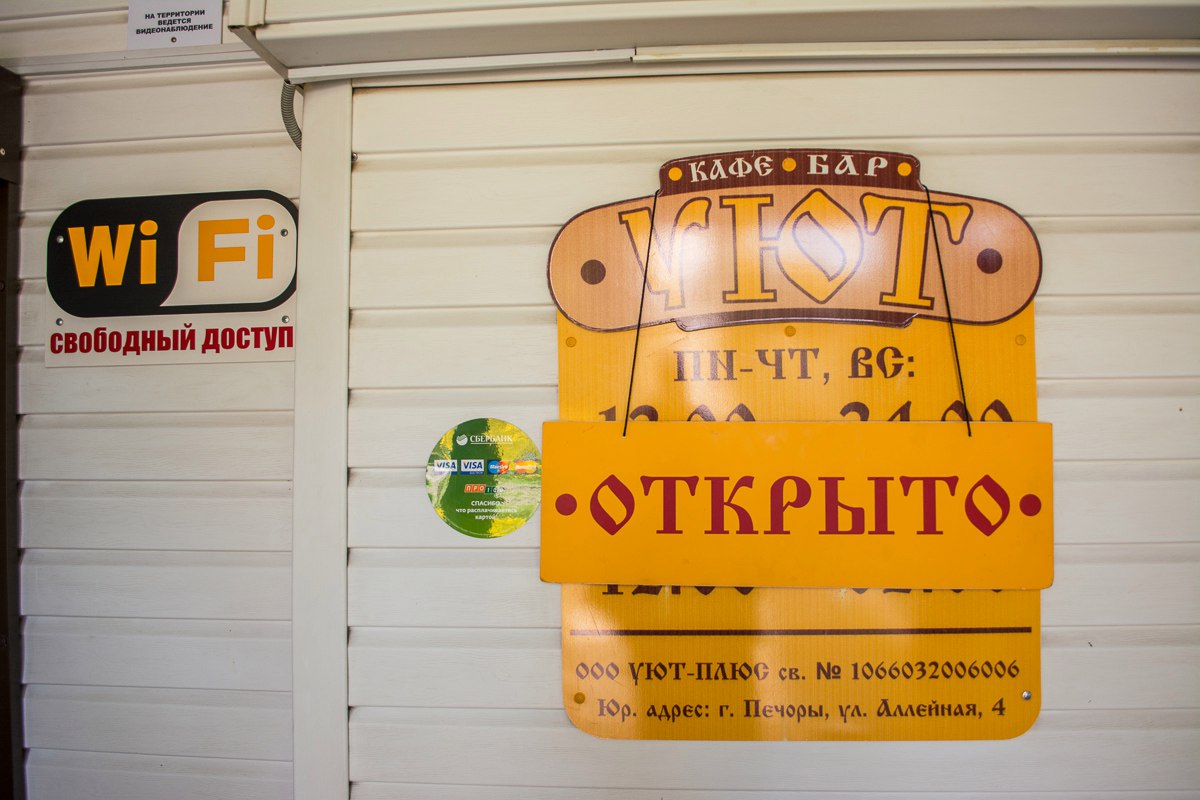 НА ТЕРРИТОРИИ
ВЕДЕТСЯ
ВИДЕОНАБЛЮДЕНИЕ
Wi Fi
СВОБОДНЫЙ ДОСТУП
КАФЕ • БАР
УЮТ
ПН-ЧТ, ВС:
•ОТКРЫТО•
ООО УЮТ-ПЛЮС св. № 1066032006006
Юр. адрес: г. Печоры, ул. Аллейная, 4
СБЕРБАНК
VISA VISA
СПАСИБО,
что расплачиваетесь
картой